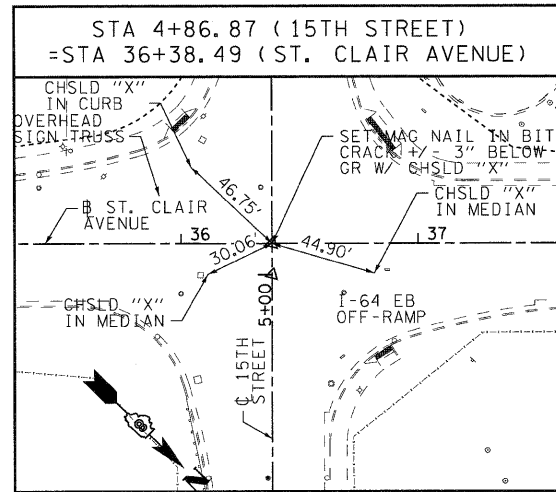 STA 4+86.87 (15TH STREET)
=STA 36+38.49 (ST. CLAIR AVENUE)
CHSLD "X"
IN CURB
OVERHEAD
SIGN TRUSS
SET MAG NAIL IN BIT
CRACK +/- 3" BELOW
GR W/ CHSLD "X"
46.75'
CHSLD "X"
IN MEDIAN
ST. CLAIR
AVENUE
36
37
30.06'
44.90'
CHSLD "X"
IN MEDIAN
5+00
I-64 EB
OFF-RAMP
℄ 15TH
STREET
N